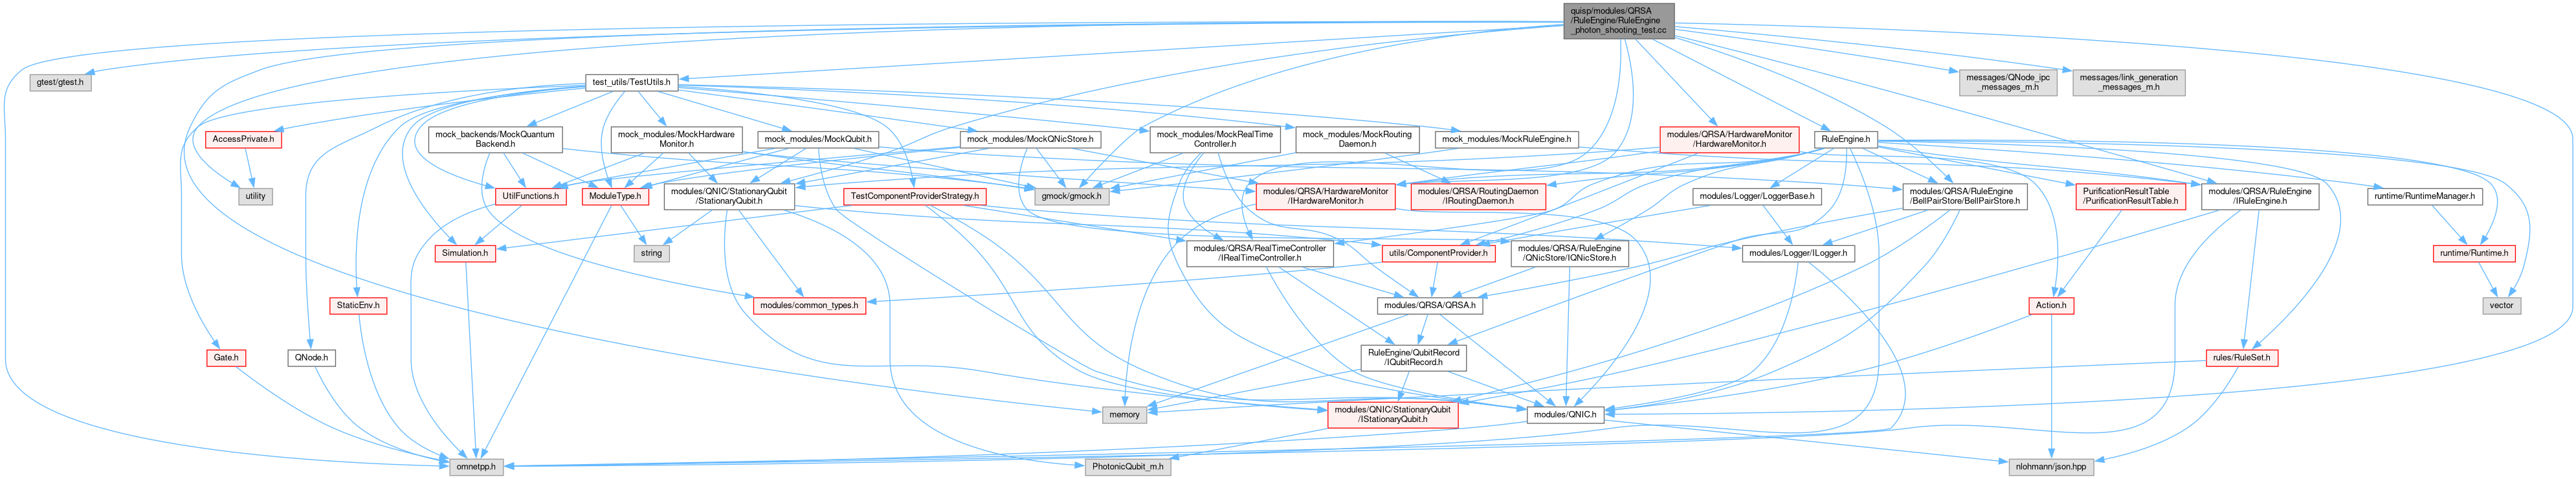 quisp/modules/QRSA
/RuleEngine/RuleEngine
_photon_shooting_test.cc
gtest/gtest.h
test_utils/TestUtils.h
messages/QNode_ipc
_messages_m.h
messages/link_generation
_messages_m.h
AccessPrivate.h
mock_backends/MockQuantum
Backend.h
mock_modules/MockHardware
Monitor.h
mock_modules/MockQubit.h
mock_modules/MockQNicStore.h
mock_modules/MockRealTime
Controller.h
mock_modules/MockRouting
Daemon.h
mock_modules/MockRuleEngine.h
modules/QRSA/HardwareMonitor
/HardwareMonitor.h
RuleEngine.h
utility
UtilFunctions.h
ModuleType.h
modules/QNIC/StationaryQubit
/StationaryQubit.h
TestComponentProviderStrategy.h
gmock/gmock.h
modules/QRSA/HardwareMonitor
/IHardwareMonitor.h
modules/QRSA/RoutingDaemon
/IRoutingDaemon.h
modules/Logger/LoggerBase.h
modules/QRSA/RuleEngine
/BellPairStore/BellPairStore.h
PurificationResultTable
/PurificationResultTable.h
modules/QRSA/RuleEngine
/IRuleEngine.h
runtime/RuntimeManager.h
Simulation.h
string
modules/QRSA/RealTimeController
/IRealTimeController.h
utils/ComponentProvider.h
modules/QRSA/RuleEngine
/QNicStore/IQNicStore.h
modules/Logger/ILogger.h
runtime/Runtime.h
StaticEnv.h
modules/common_types.h
modules/QRSA/QRSA.h
Action.h
vector
Gate.h
QNode.h
RuleEngine/QubitRecord
/IQubitRecord.h
rules/RuleSet.h
memory
modules/QNIC/StationaryQubit
/IStationaryQubit.h
modules/QNIC.h
omnetpp.h
PhotonicQubit_m.h
nlohmann/json.hpp